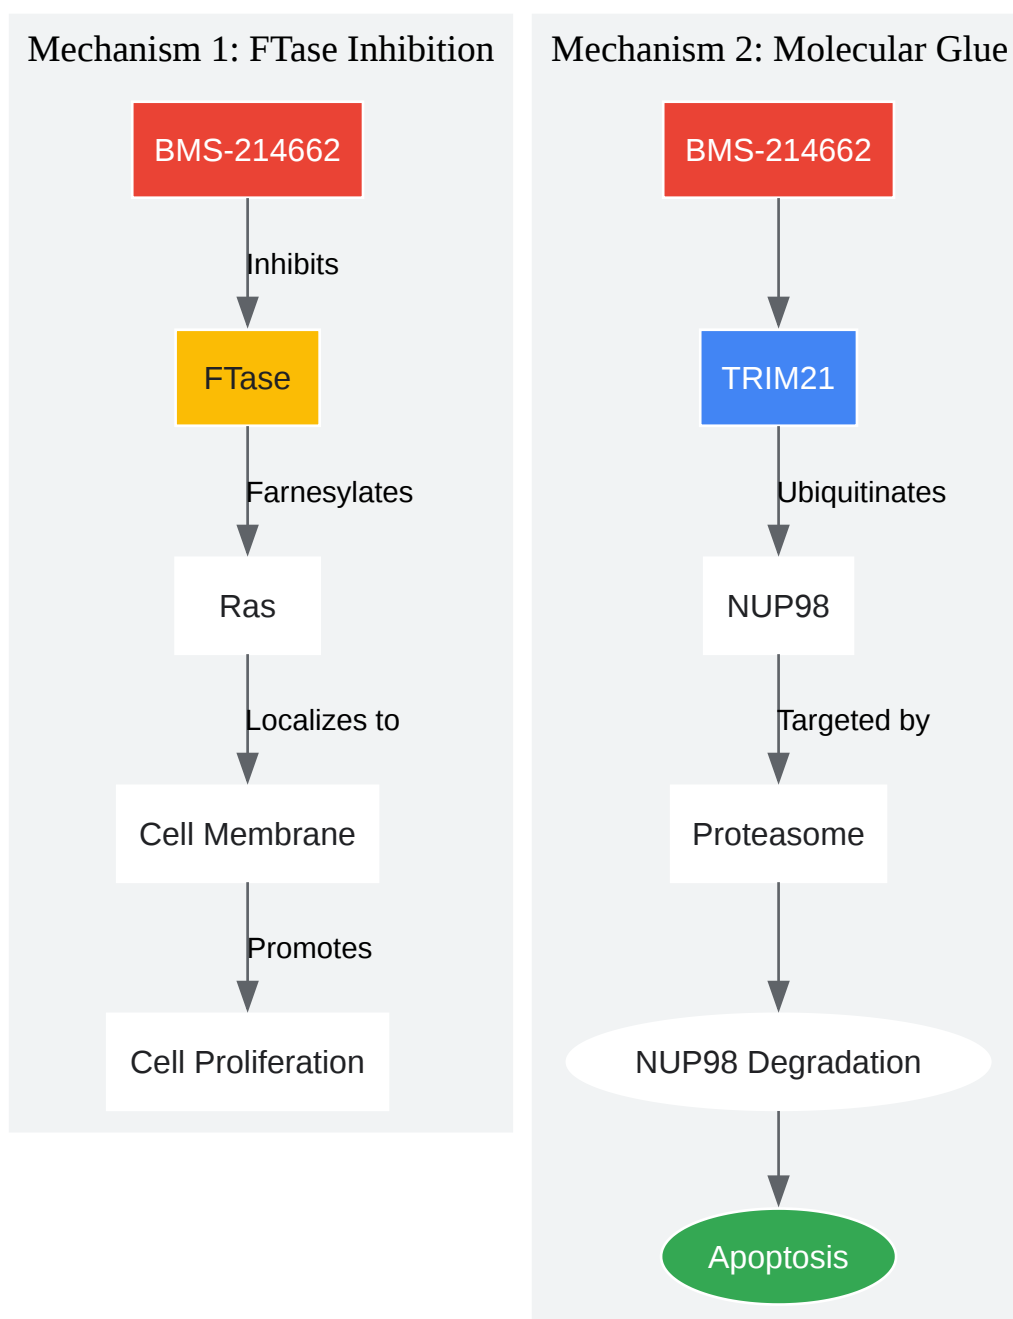 Mechanism 1: FTase Inhibition
BMS-214662
Inhibits
FTase
Farnesylates
Ras
Localizes to
Cell Membrane
Promotes
Cell Proliferation
Mechanism 2: Molecular Glue
BMS-214662
TRIM21
Ubiquitinates
NUP98
Targeted by
Proteasome
NUP98 Degradation
Apoptosis